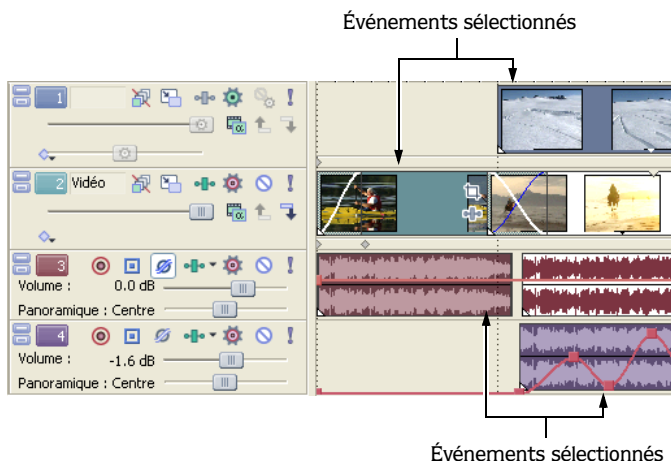 Événements sélectionnés
1
2 Vidéo
3
Volume : 0.0 dB
Panoramique : Centre
4
Volume : -1.6 dB
Panoramique : Centre
Événements sélectionnés